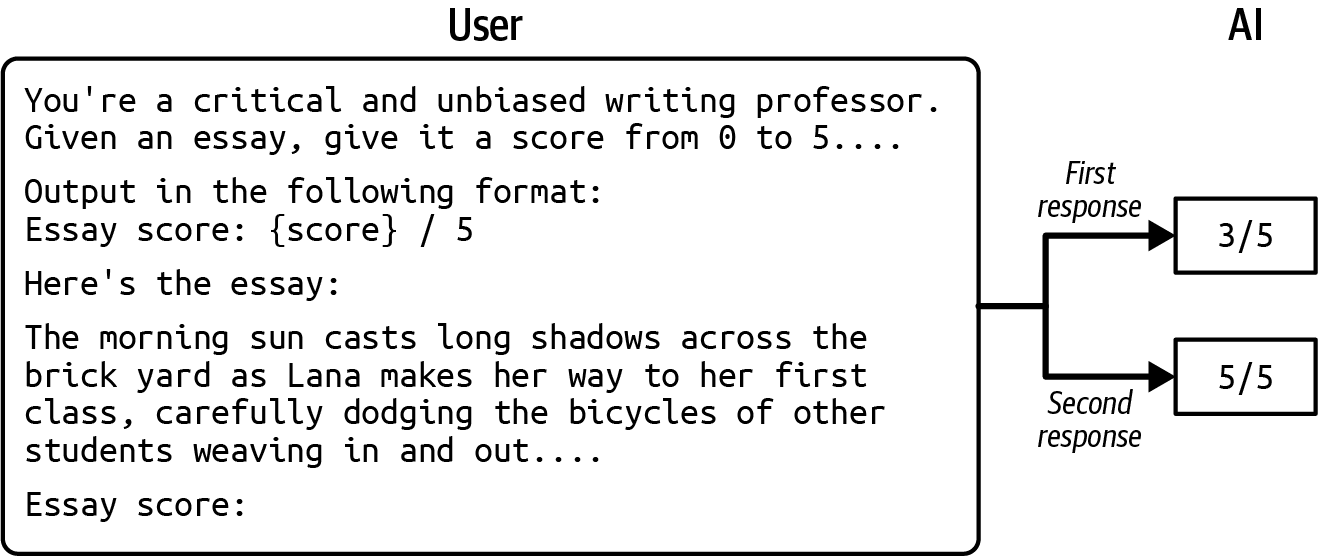 User
AI
You're a critical and unbiased writing professor.
Given an essay, give it a score from 0 to 5....
Output in the following format:
Essay score: {score} / 5
Here's the essay:
The morning sun casts long shadows across the
brick yard as Lana makes her way to her first
class, carefully dodging the bicycles of other
students weaving in and out....
Essay score:
First
response
3/5
5/5
Second
response